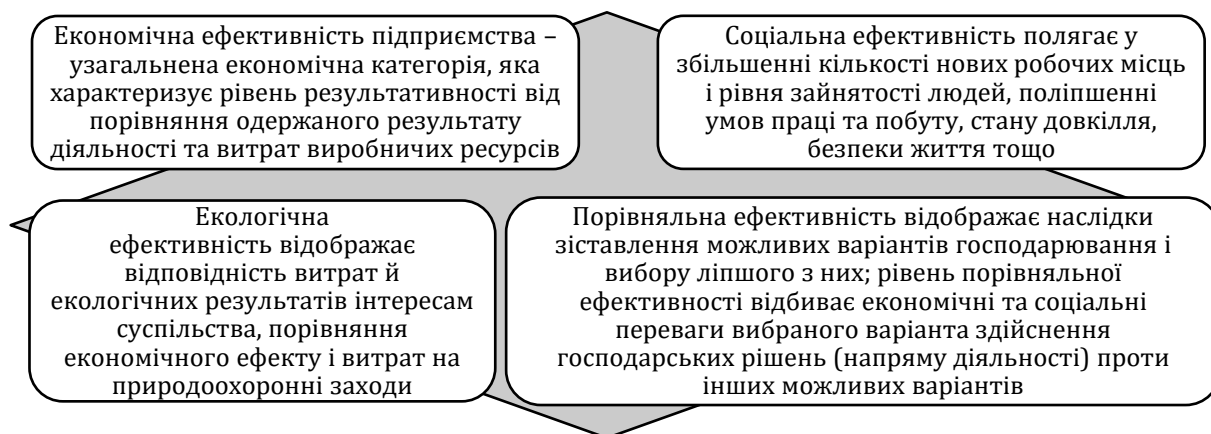 Економічна ефективність підприємства –
узагальнена економічна категорія, яка
характеризує рівень результативності від
порівняння одержаного результату
діяльності та витрат виробничих ресурсів
Соціальна ефективність полягає у
збільшенні кількості нових робочих місць
і рівня зайнятості людей, поліпшенні
умов праці та побуту, стану довкілля,
безпеки життя тощо
Екологічна
ефективність відображає
відповідність витрат й
екологічних результатів інтересам
суспільства, порівняння
економічного ефекту і витрат на
природоохоронні заходи
Порівняльна ефективність відображає наслідки
зіставлення можливих варіантів господарювання і
вибору ліпшого з них; рівень порівняльної
ефективності відбиває економічні та соціальні
переваги вибраного варіанта здійснення
господарських рішень (напряму діяльності) проти
інших можливих варіантів